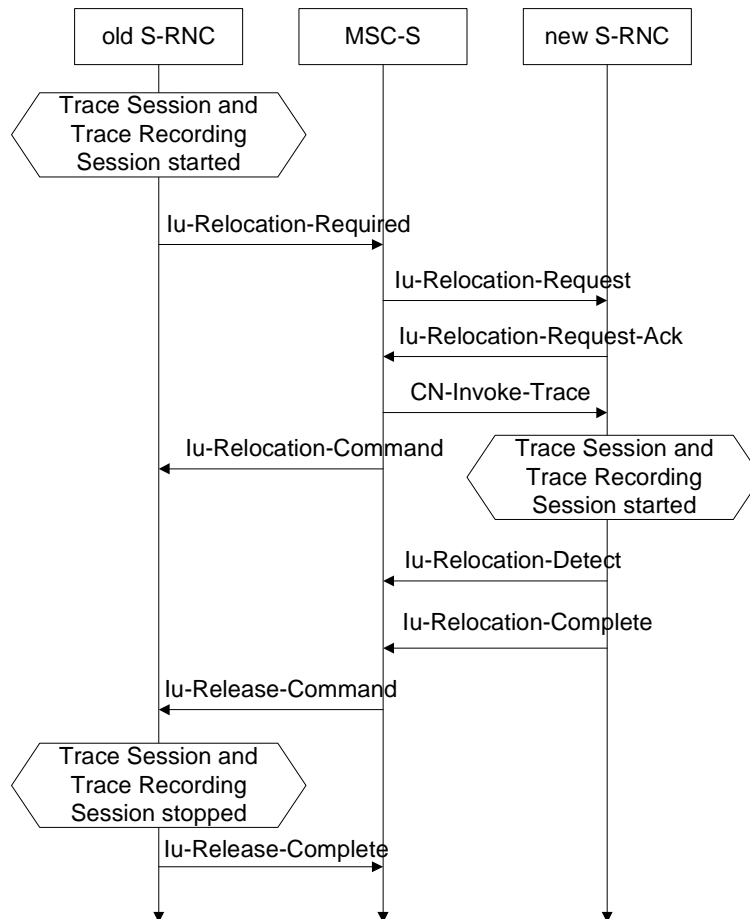 old S-RNC
MSC-S
new S-RNC
Trace Session and
Trace Recording
Session started
Iu-Relocation-Required
Iu-Relocation-Request
Iu-Relocation-Request-Ack
CN-Invoke-Trace
Iu-Relocation-Command
Trace Session and
Trace Recording
Session started
Iu-Relocation-Detect
Iu-Relocation-Complete
Iu-Release-Command
Trace Session and
Trace Recording
Session stopped
Iu-Release-Complete